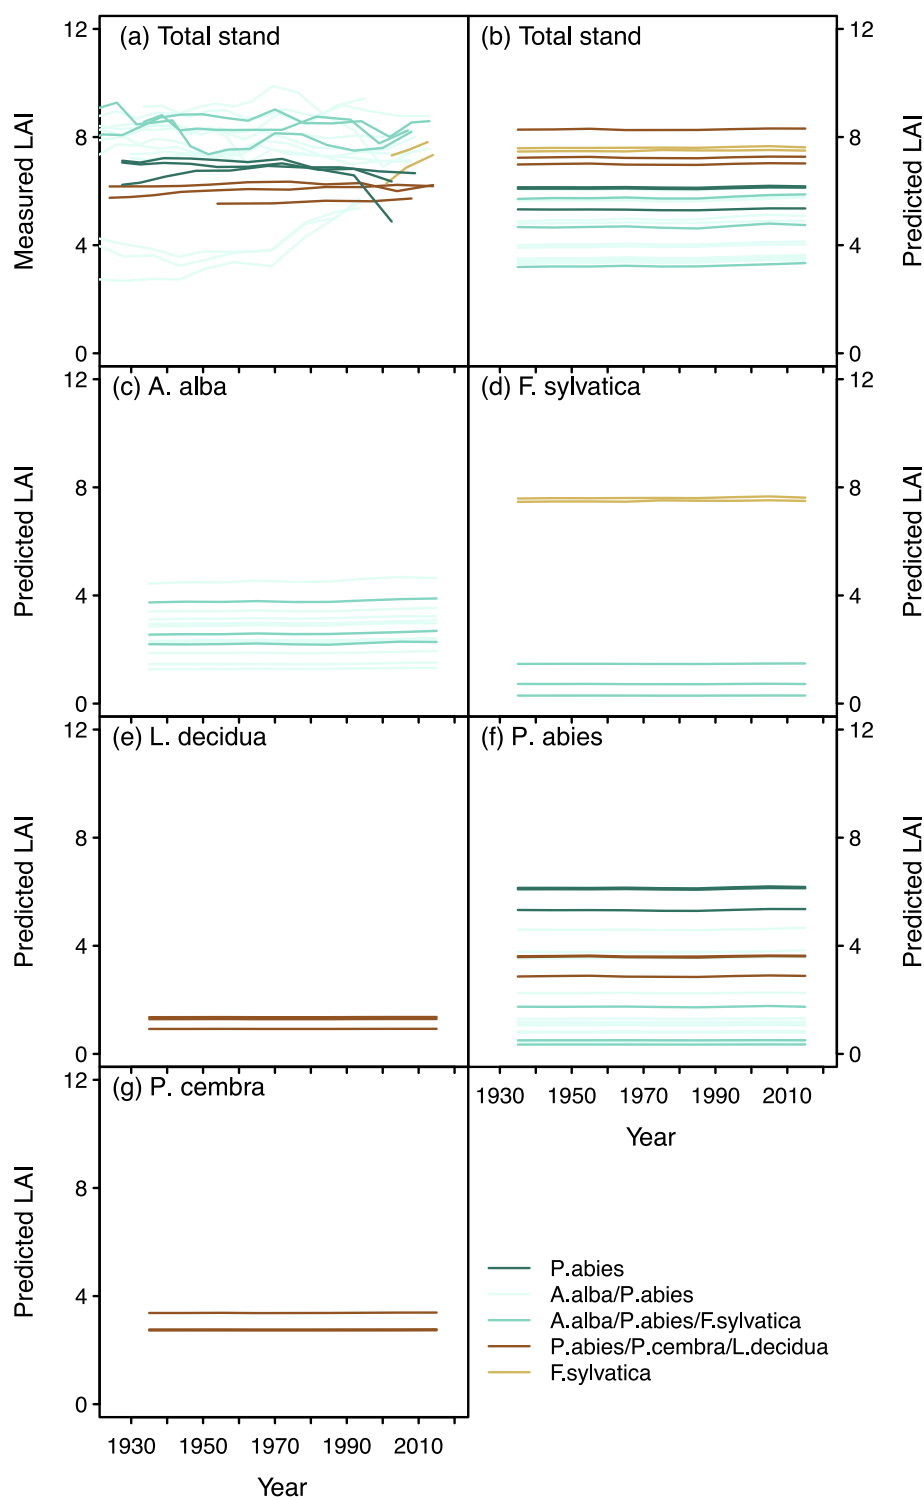 (a) Total stand
(b) Total stand
12
8
4
0
Measured LAI
12
8
4
0
Predicted LAI
(c) A. alba
(d) F. sylvatica
12
8
4
0
Predicted LAI
12
8
4
0
Predicted LAI
(e) L. decidua
(f) P. abies
12
8
4
0
Predicted LAI
12
8
4
0
Predicted LAI
1930 1950 1970 1990 2010
Year
(g) P. cembra
12
8
4
0
Predicted LAI
1930 1950 1970 1990 2010
Year
P.abies
A.alba/P.abies
A.alba/P.abies/F.sylvatica
P.abies/P.cembra/L.decidua
F.sylvatica